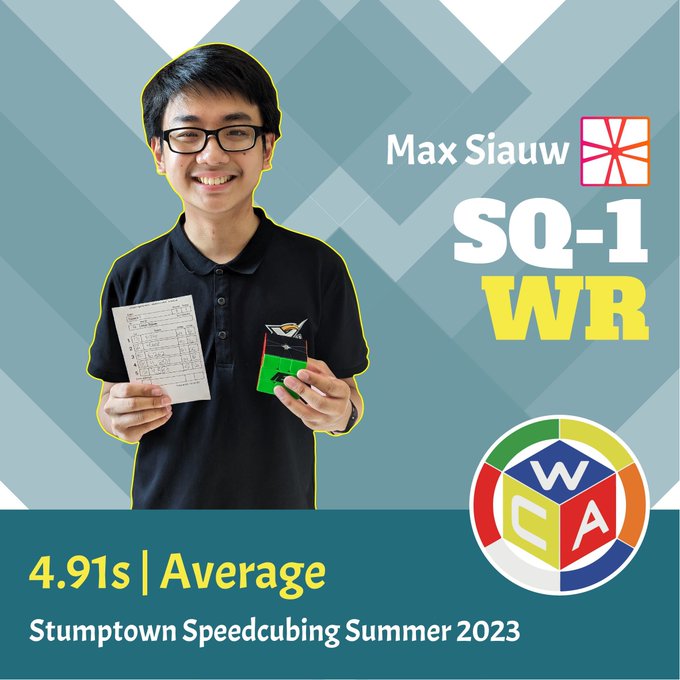 Max Siauw
SQ-1
WR
W
C
A
4.91s | Average
Stumptown Speedcubing Summer 2023